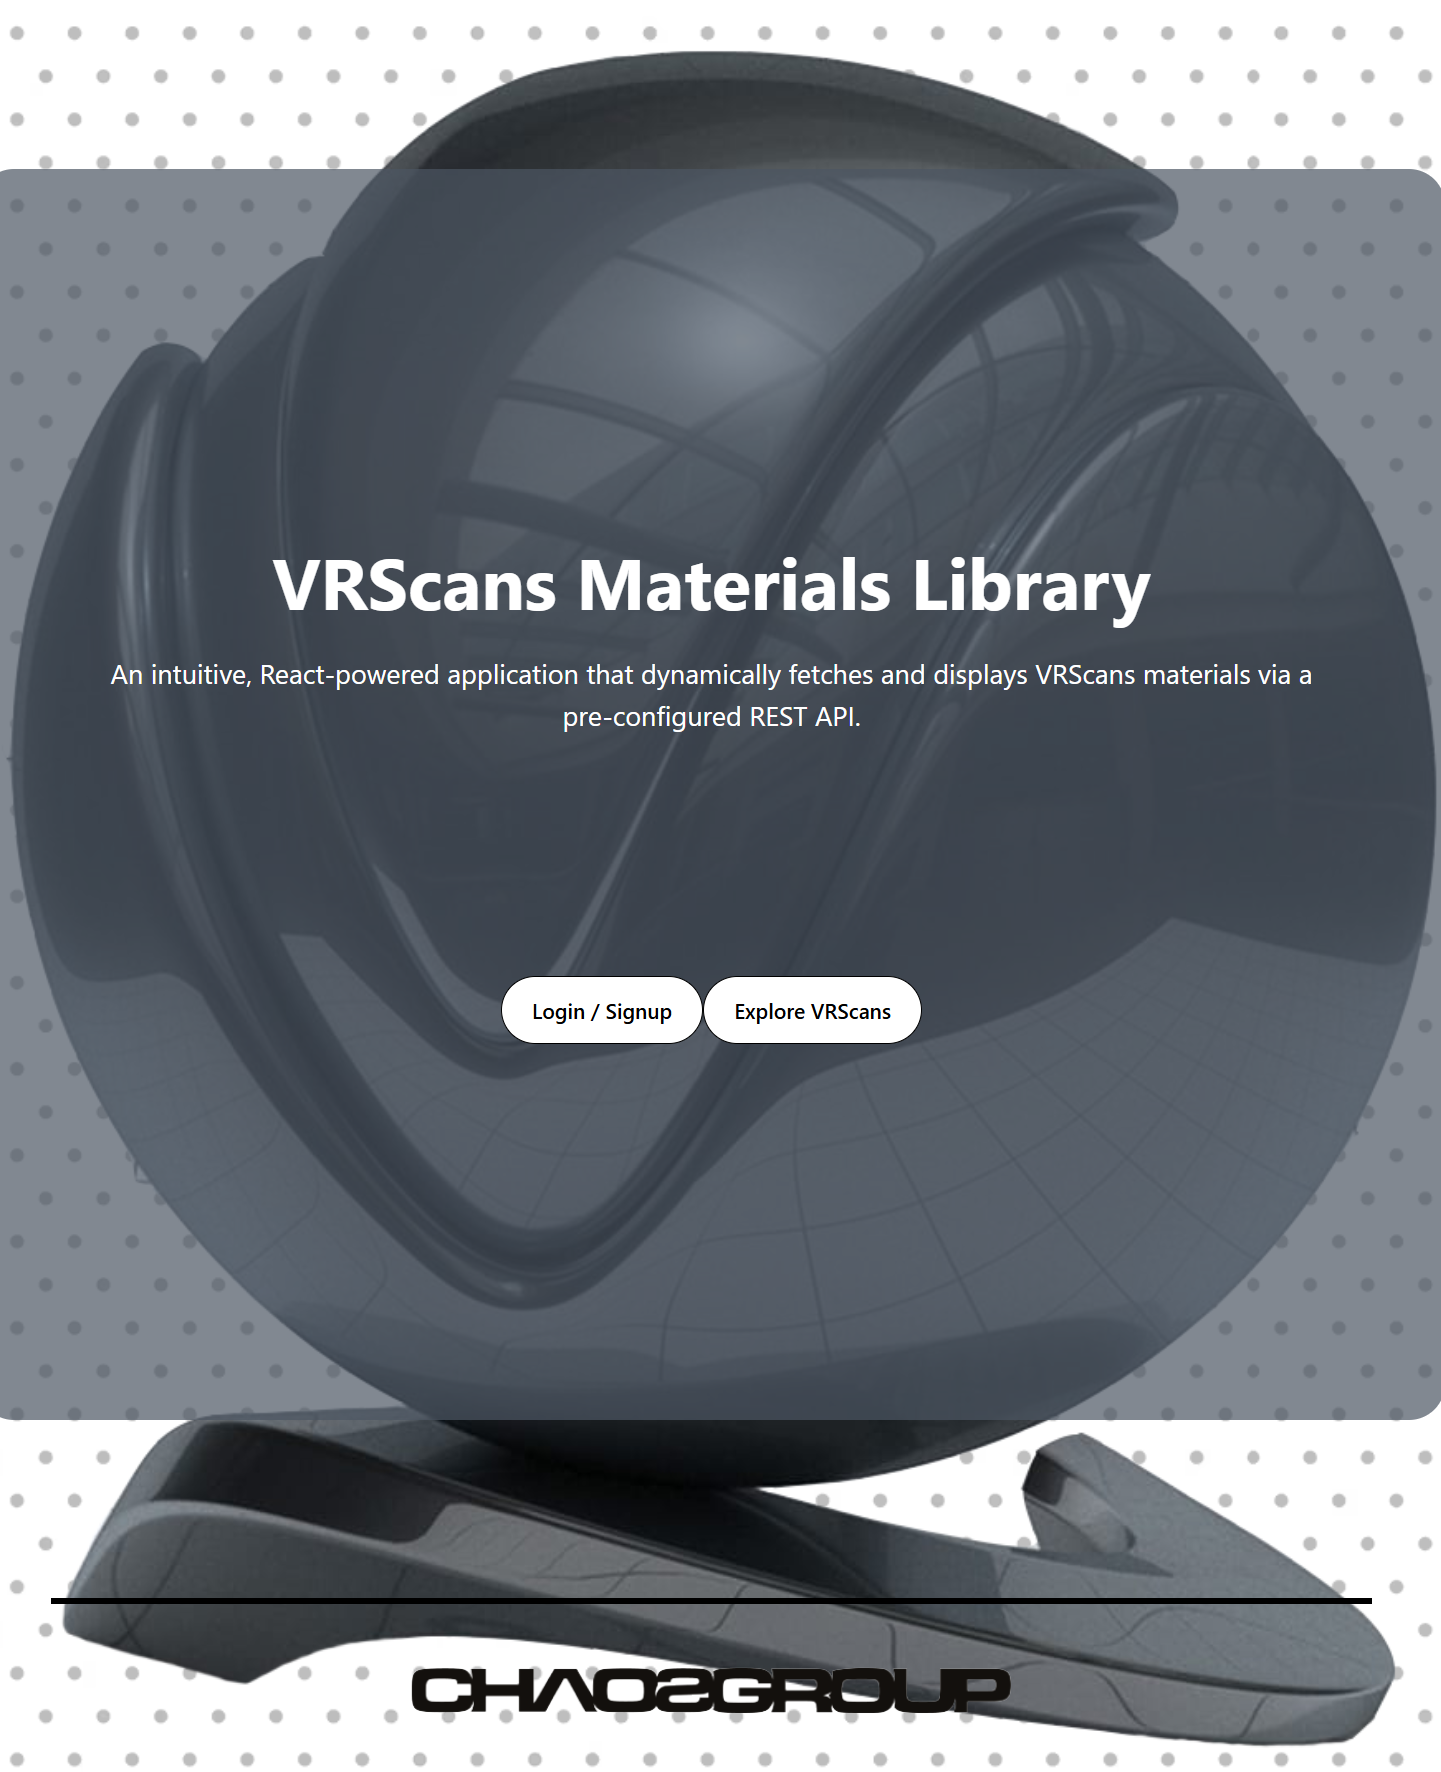 VRScans Materials Library
An intuitive, React-powered application that dynamically fetches and displays VRScans materials via a
pre-configured REST API.
Login / Signup
Explore VRScans
CHAOSGROUP